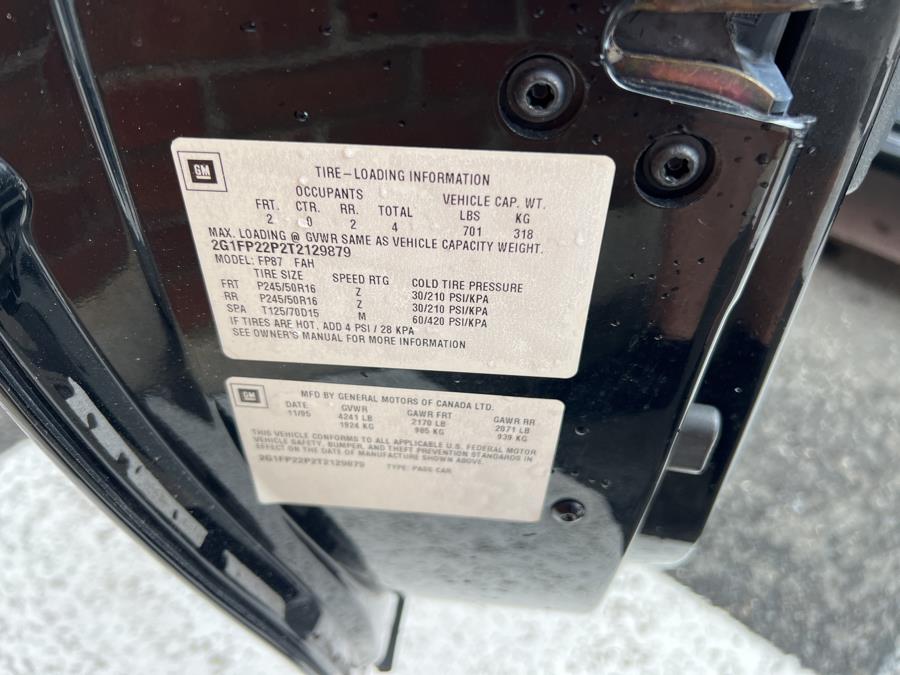 GM
TIRE-LOADING INFORMATION
OCCUPANTS VEHICLE CAP. WT.
FRT. CTR. RR. TOTAL LBS KG
2 0 2 4 701 318
MAX. LOADING @ GVWR SAME AS VEHICLE CAPACITY WEIGHT.
2G1FP22P2T2129879
MODEL: FP87 FAH
TIRE SIZE SPEED RTG COLD TIRE PRESSURE
FRT P245/50R16 Z 30/210 PSI/KPA
RR P245/50R16 Z 30/210 PSI/KPA
SPA T125/70D15 M 60/420 PSI/KPA
IF TIRES ARE HOT, ADD 4 PSI / 28 KPA
SEE OWNER'S MANUAL FOR MORE INFORMATION
GM
MFD BY GENERAL MOTORS OF CANADA LTD.
DATE GVWR GAWR FRT GAWR RR
11/95 4241 LB 2170 LB 2071 LB
1924 KG 985 KG 939 KG
THIS VEHICLE CONFORMS TO ALL APPLICABLE U.S. FEDERAL MOTOR
VEHICLE SAFETY, BUMPER, AND THEFT PREVENTION STANDARDS IN
EFFECT ON THE DATE OF MANUFACTURE SHOWN ABOVE.
2G1FP22P2T2129879 TYPE: PASS CAR